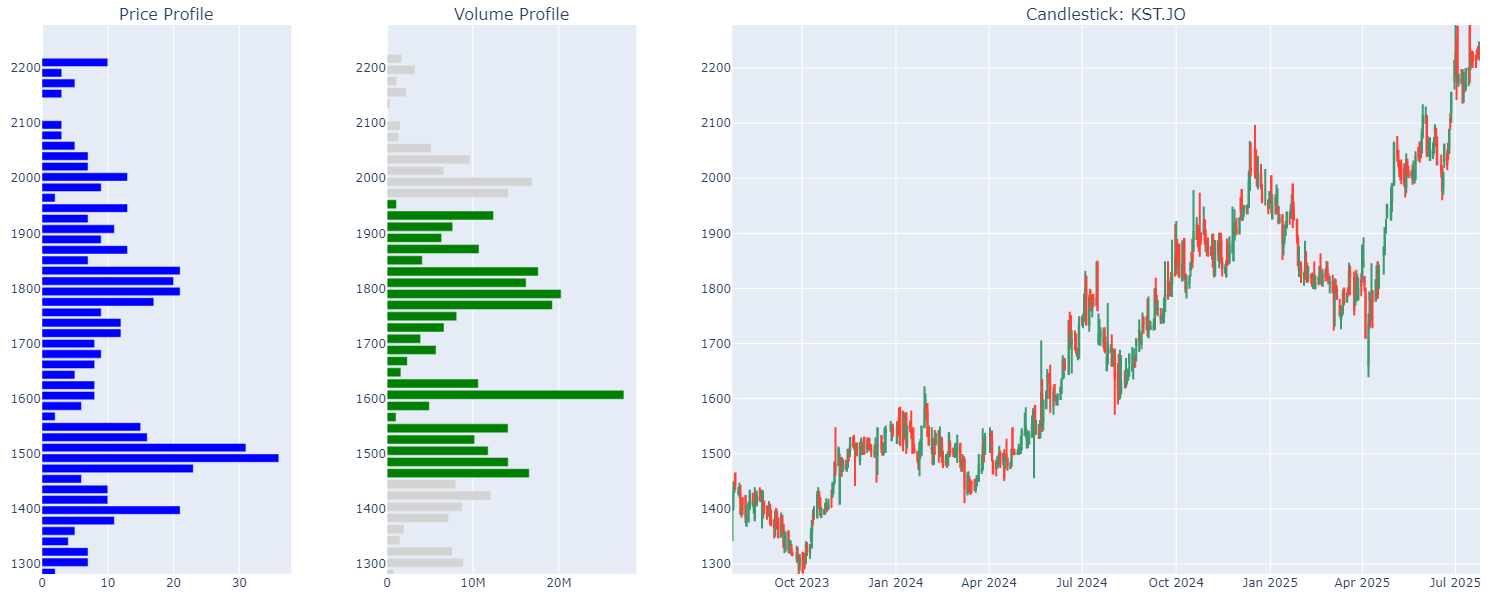 Price Profile
Volume Profile
Candlestick: KST.JO
2200
2100
2000
1900
1800
1700
1600
1500
1400
1300
0
10
20
30
2200
2100
2000
1900
1800
1700
1600
1500
1400
1300
0
10M
20M
2200
2100
2000
1900
1800
1700
1600
1500
1400
1300
Oct 2023
Jan 2024
Apr 2024
Jul 2024
Oct 2024
Jan 2025
Apr 2025
Jul 2025